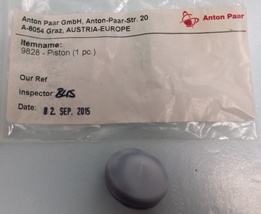 Anton Paar GmbH, Anton-Paar-Str. 20
A-8054 Graz, AUSTRIA-EUROPE
Anton Paar
Itemname:
9828 - Piston (1 pc.)
Our Ref
Inspector:
Date: 02. SEP. 2015